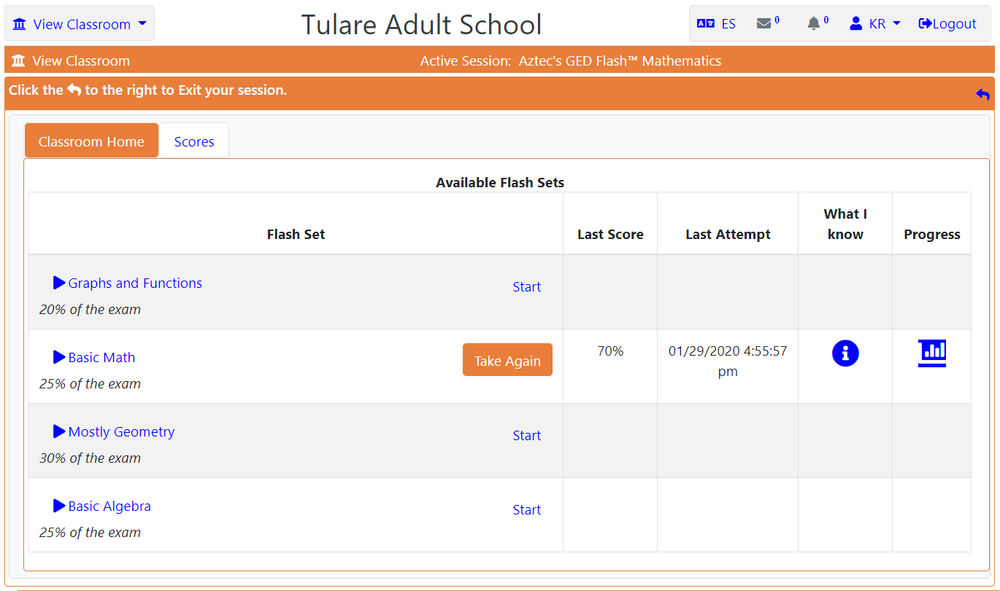 View Classroom
Tulare Adult School
ES
0
0
KR
Logout
View Classroom
Active Session: Aztec's GED Flash™ Mathematics
Click the to the right to Exit your session.
Classroom Home
Scores
Available Flash Sets
Flash Set
Last Score
Last Attempt
What I
know
Progress
Graphs and Functions
Start
20% of the exam
Basic Math
Take Again
70%
01/29/2020 4:55:57
pm
25% of the exam
Mostly Geometry
Start
30% of the exam
Basic Algebra
Start
25% of the exam